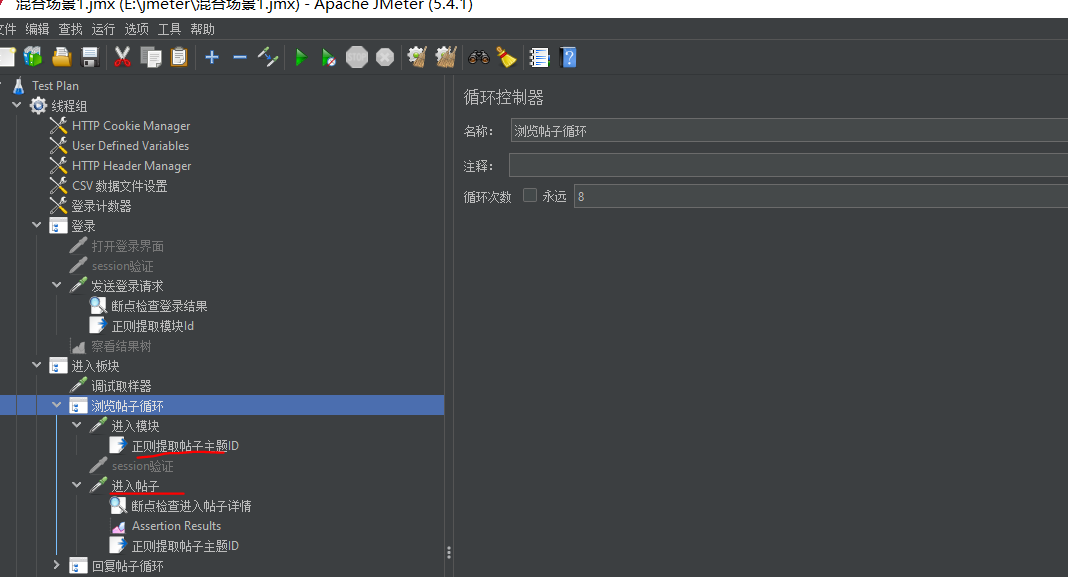 混合场景1.jmx (E:\jmeter\混合场景1.jmx) - Apache JMeter (5.4.1)
文件 编辑 查找 运行 选项 工具 帮助
STOP
Test Plan
线程组
HTTP Cookie Manager
User Defined Variables
HTTP Header Manager
CSV 数据文件设置
登录计数器
登录
打开登录界面
session验证
发送登录请求
断点检查登录结果
正则提取模块Id
察看结果树
进入板块
调试取样器
浏览帖子循环
进入模块
正则提取帖子主题ID
session验证
进入帖子
断点检查进入帖子详情
Assertion Results
正则提取帖子主题ID
回复帖子循环
循环控制器
名称: 浏览帖子循环
注释:
循环次数 永远 8